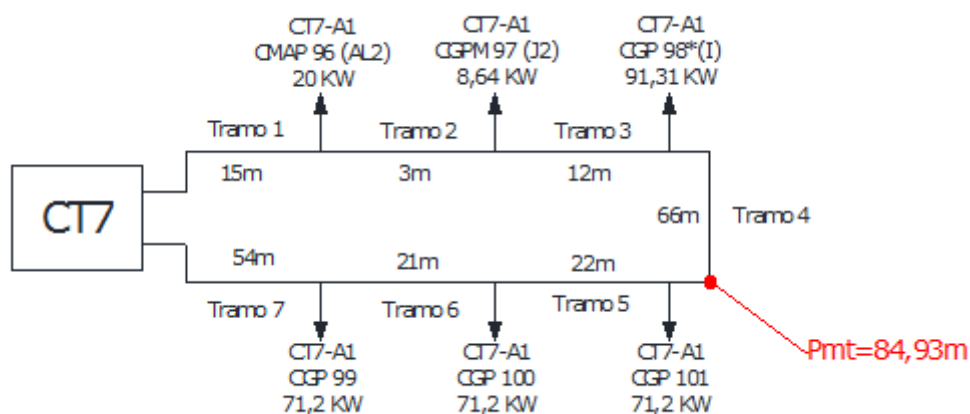 CT7-A1
CMAP 96 (AL2)
20 KW
CT7-A1
CGPM 97 (J2)
8,64 KW
CT7-A1
CGP 98*(I)
91,31 KW
Tramo 1
Tramo 2
Tramo 3
15m
3m
12m
CT7
66m
Tramo 4
54m
21m
22m
Tramo 7
Tramo 6
Tramo 5
CT7-A1
CGP 99
71,2 KW
CT7-A1
CGP 100
71,2 KW
CT7-A1
CGP 101
71,2 KW
Pmt=84,93m